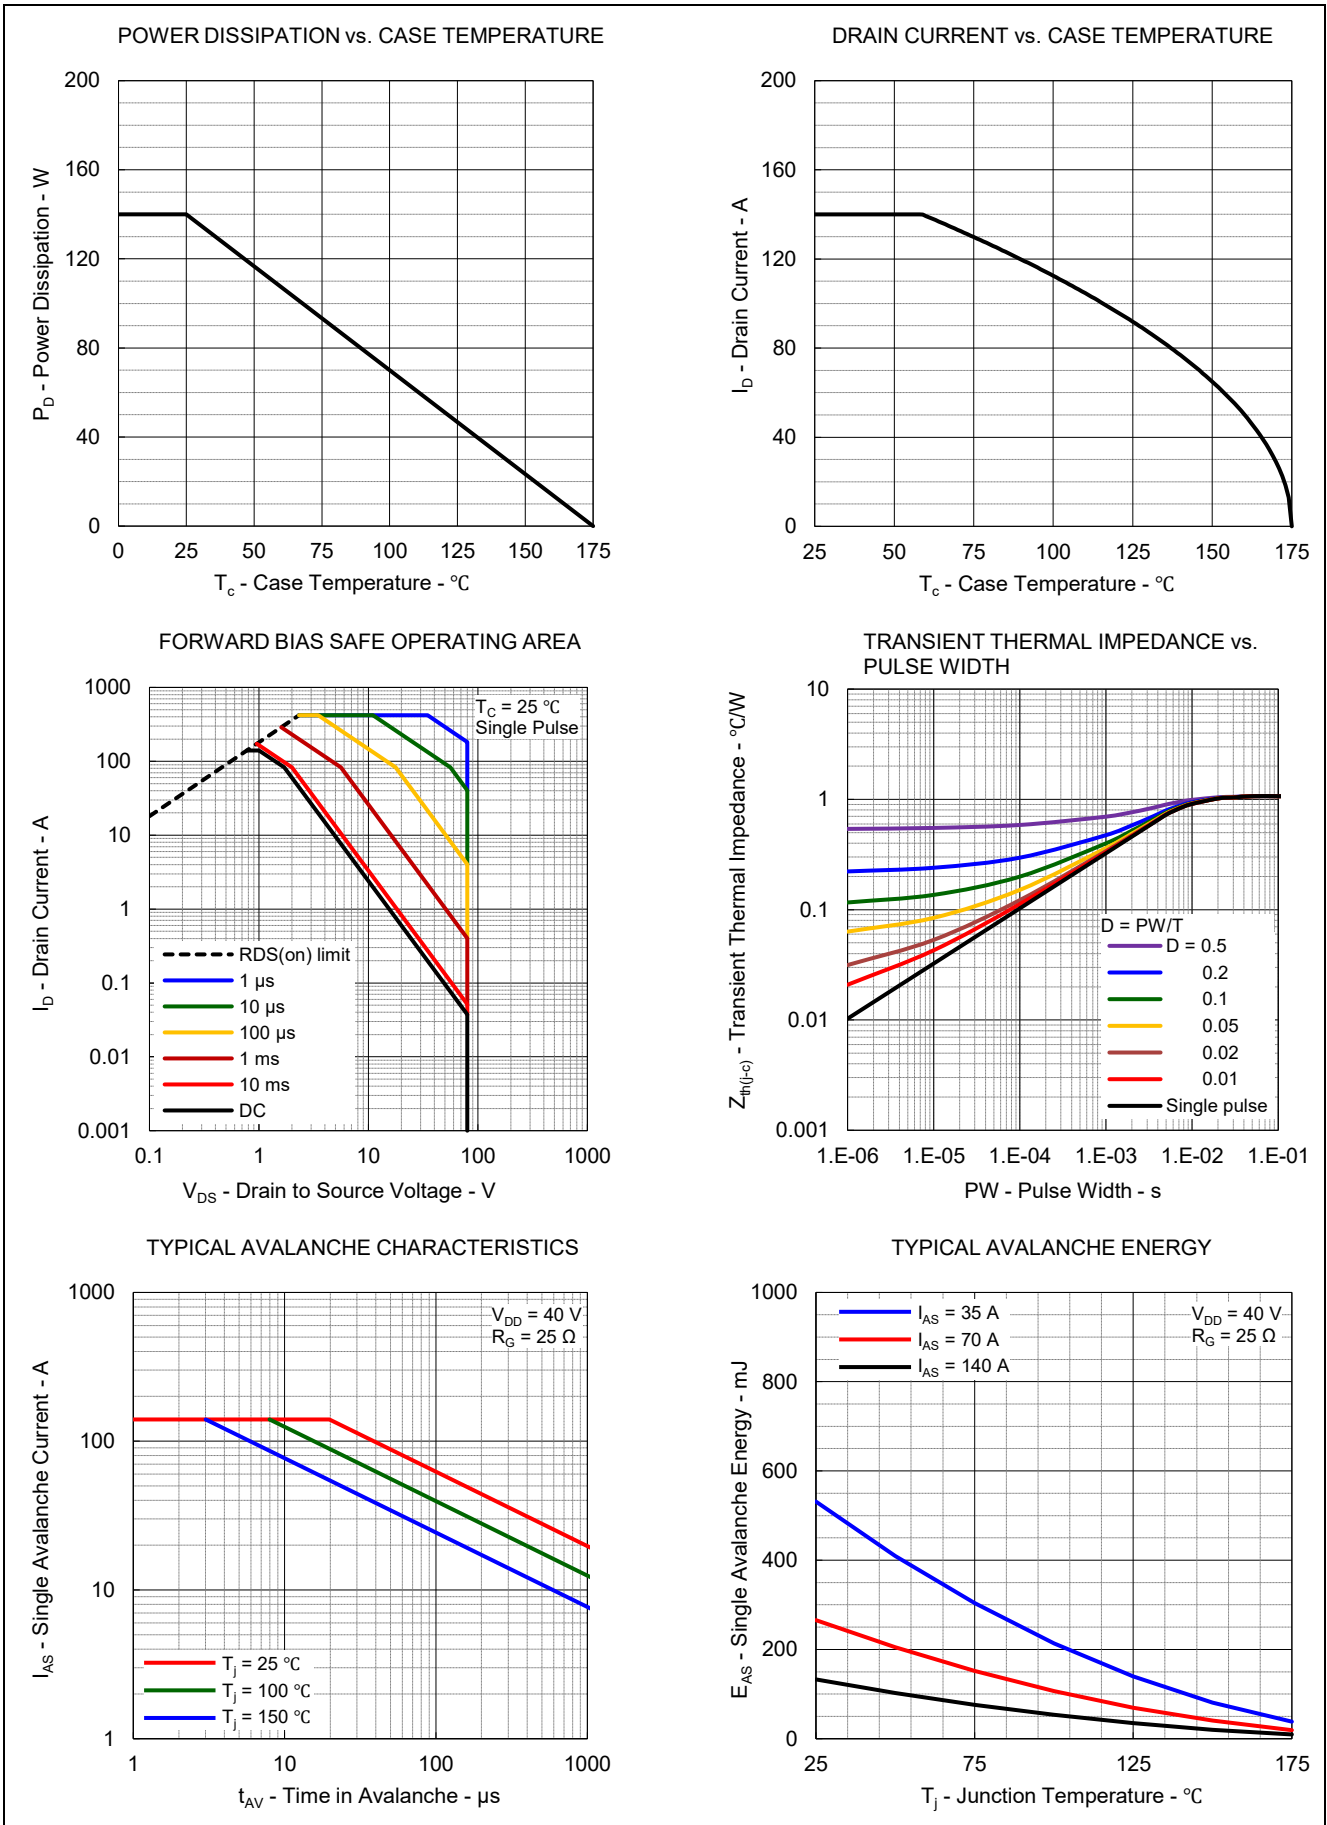 POWER DISSIPATION vs. CASE TEMPERATURE
200
160
120
80
40
0
P_D - Power Dissipation - W
0 25 50 75 100 125 150 175
T_c - Case Temperature - ℃
DRAIN CURRENT vs. CASE TEMPERATURE
200
160
120
80
40
0
I_D - Drain Current - A
25 50 75 100 125 150 175
T_c - Case Temperature - ℃
FORWARD BIAS SAFE OPERATING AREA
1000
100
10
1
0.1
0.01
0.001
I_D - Drain Current - A
T_C = 25 ℃
Single Pulse
RDS(on) limit
1 µs
10 µs
100 µs
1 ms
10 ms
DC
0.1 1 10 100 1000
V_DS - Drain to Source Voltage - V
TRANSIENT THERMAL IMPEDANCE vs.
PULSE WIDTH
10
1
0.1
0.01
0.001
Z_th(j-c) - Transient Thermal Impedance - ℃/W
D = PW/T
D = 0.5
0.2
0.1
0.05
0.02
0.01
Single pulse
1.E-06 1.E-05 1.E-04 1.E-03 1.E-02 1.E-01
PW - Pulse Width - s
TYPICAL AVALANCHE CHARACTERISTICS
1000
100
10
1
I_AS - Single Avalanche Current - A
V_DD = 40 V
R_G = 25 Ω
T_j = 25 ℃
T_j = 100 ℃
T_j = 150 ℃
1 10 100 1000
t_AV - Time in Avalanche - µs
TYPICAL AVALANCHE ENERGY
1000
800
600
400
200
0
E_AS - Single Avalanche Energy - mJ
I_AS = 35 A
I_AS = 70 A
I_AS = 140 A
V_DD = 40 V
R_G = 25 Ω
25 75 125 175
T_j - Junction Temperature - ℃